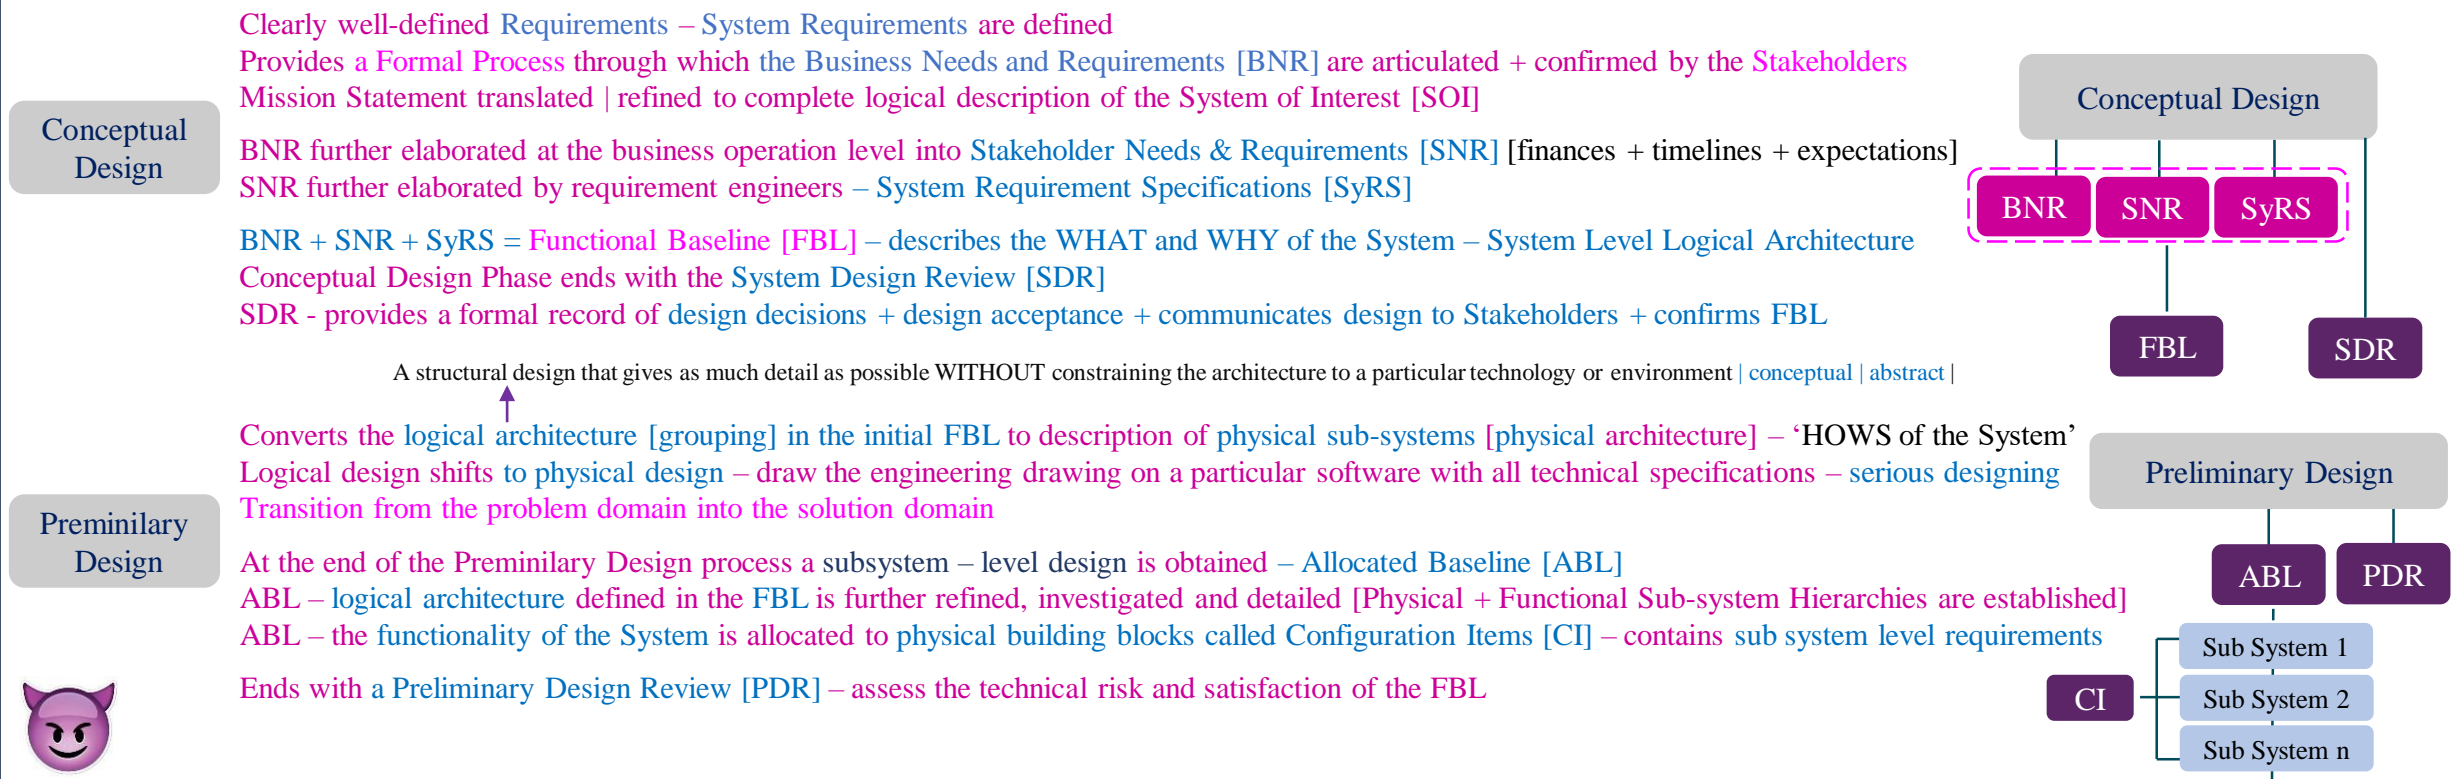 Clearly well-defined Requirements – System Requirements are defined
Provides a Formal Process through which the Business Needs and Requirements [BNR] are articulated + confirmed by the Stakeholders
Mission Statement translated | refined to complete logical description of the System of Interest [SOI]
Conceptual
Design
BNR further elaborated at the business operation level into Stakeholder Needs & Requirements [SNR] [finances + timelines + expectations]
SNR further elaborated by requirement engineers – System Requirement Specifications [SyRS]
BNR + SNR + SyRS = Functional Baseline [FBL] – describes the WHAT and WHY of the System – System Level Logical Architecture
Conceptual Design Phase ends with the System Design Review [SDR]
SDR - provides a formal record of design decisions + design acceptance + communicates design to Stakeholders + confirms FBL
Conceptual Design
BNR
SNR
SyRS
FBL
SDR
A structural design that gives as much detail as possible WITHOUT constraining the architecture to a particular technology or environment | conceptual | abstract |
Converts the logical architecture [grouping] in the initial FBL to description of physical sub-systems [physical architecture] – ‘HOWS of the System’
Logical design shifts to physical design – draw the engineering drawing on a particular software with all technical specifications – serious designing
Transition from the problem domain into the solution domain
Preminilary
Design
At the end of the Preminilary Design process a subsystem – level design is obtained – Allocated Baseline [ABL]
ABL – logical architecture defined in the FBL is further refined, investigated and detailed [Physical + Functional Sub-system Hierarchies are established]
ABL – the functionality of the System is allocated to physical building blocks called Configuration Items [CI] – contains sub system level requirements
Ends with a Preliminary Design Review [PDR] – assess the technical risk and satisfaction of the FBL
Preliminary Design
ABL
PDR
Sub System 1
CI
Sub System 2
Sub System n